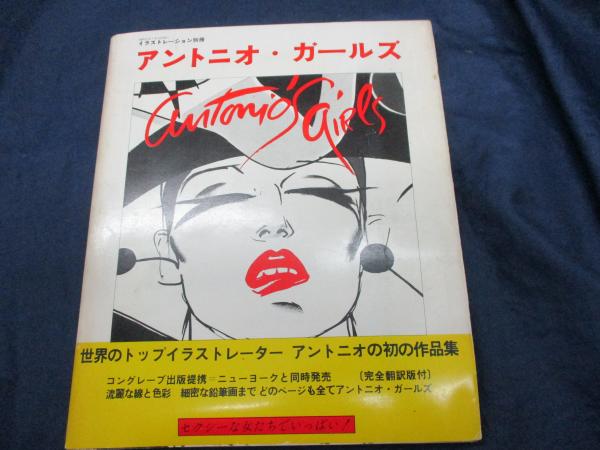 イラストレーション別冊
アントニオ・ガールズ
Antonio's Girls
世界のトップイラストレーター アントニオの初の作品集
コングレーブ出版提携=ニューヨークと同時発売 〔完全翻訳版付〕
流麗な線と色彩 細密な鉛筆画まで どのページも全てアントニオ・ガールズ
セクシーな女たちでいっぱい!